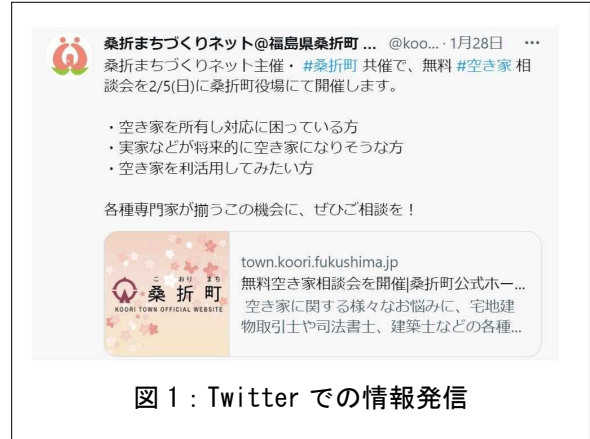 桑折まちづくりネット@福島県桑折町 ... @koo... · 1月28日 ···
桑折まちづくりネット主催・ #桑折町 共催で、無料 #空き家 相
談会を2/5(日)に桑折町役場にて開催します。
・空き家を所有し対応に困っている方
・実家などが将来的に空き家になりそうな方
・空き家を利活用してみたい方
各種専門家が揃うこの機会に、ぜひご相談を！
こ おり まち
桑 折 町
KOORI TOWN OFFICIAL WEBSITE
town.koori.fukushima.jp
無料空き家相談会を開催|桑折町公式ホー...
空き家に関する様々なお悩みに、宅地建
物取引士や司法書士、建築士などの各種...
図1：Twitter での情報発信